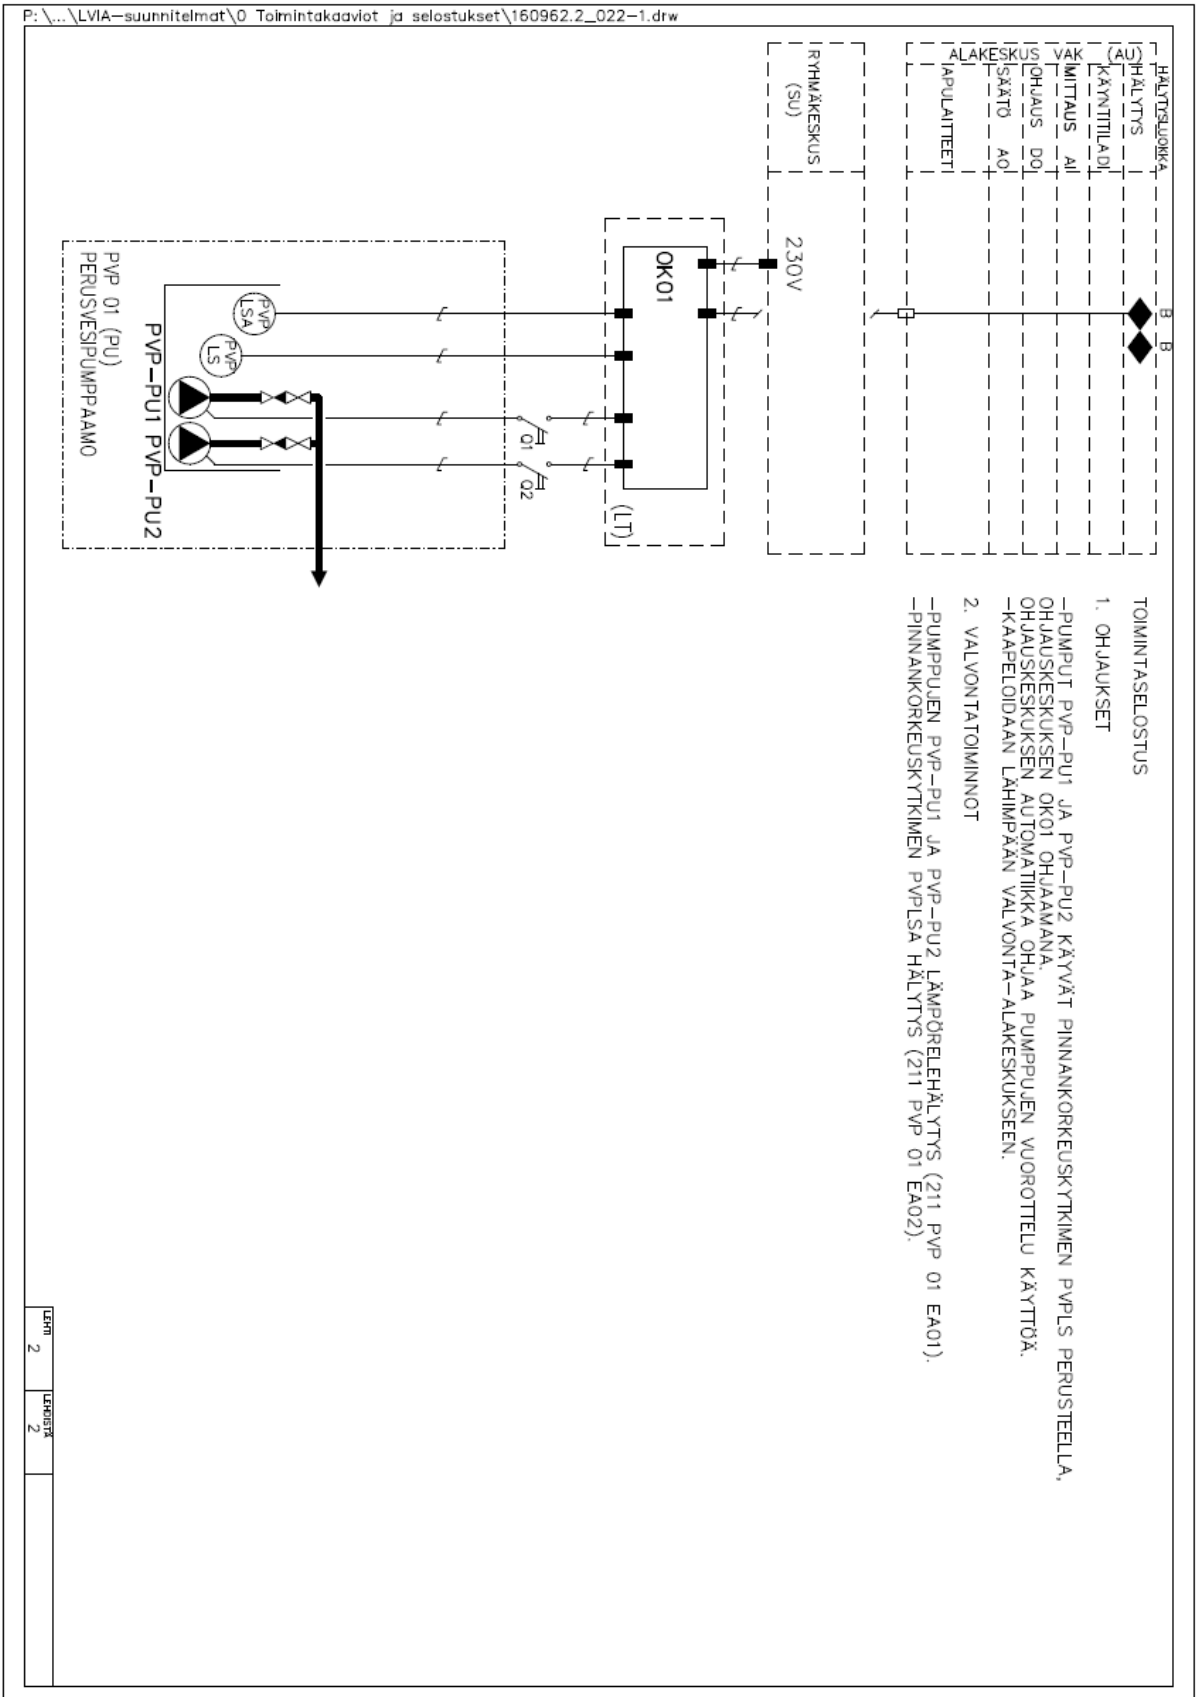 P:\...\LVIA-suunnitelmat\0 Toimintakaaviot ja selostukset\160962.2_022-1.drw
HÄLYTYSLUOKKA
B
B
ALAKESKUS VAK (AU)
HÄLYTYS
KÄYNTITILA DI
MITTAUS AI
OHJAUS DO
SÄÄTÖ AO
APULAITTEET
RYHMÄKESKUS
(SU)
230V
OK01
(LT)
Q1
Q2
PVP
LSA
PVP
LS
PVP-PU1 PVP-PU2
PVP 01 (PU)
PERUSVESIPUMPPAAMO
TOIMINTASELOSTUS
1. OHJAUKSET
-PUMPUT PVP-PU1 JA PVP-PU2 KÄYVÄT PINNANKORKEUSKYTKIMEN PVPLS PERUSTEELLA,
OHJAUSKESKUKSEN OK01 OHJAAMANA.
OHJAUSKESKUKSEN AUTOMATIIKKA OHJAA PUMPPUJEN VUOROTTELU KÄYTTÖÄ.
-KAAPELOIDAAN LÄHIMPÄÄN VALVONTA-ALAKESKUKSEEN.
2. VALVONTATOIMINNOT
-PUMPPUJEN PVP-PU1 JA PVP-PU2 LÄMPÖRELEHÄLYTYS (211 PVP 01 EA01).
-PINNANKORKEUSKYTKIMEN PVPLSA HÄLYTYS (211 PVP 01 EA02).
LEHTI
2
LEHDISTÄ
2